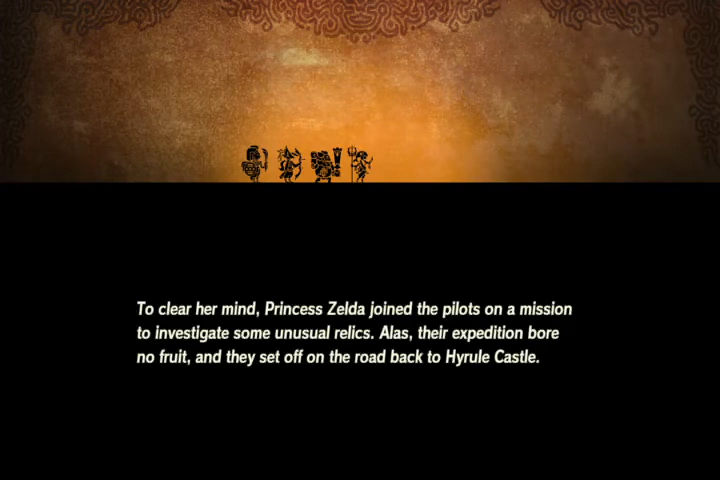 To clear her mind, Princess Zelda joined the pilots on a mission
to investigate some unusual relics. Alas, their expedition bore
no fruit, and they set off on the road back to Hyrule Castle.